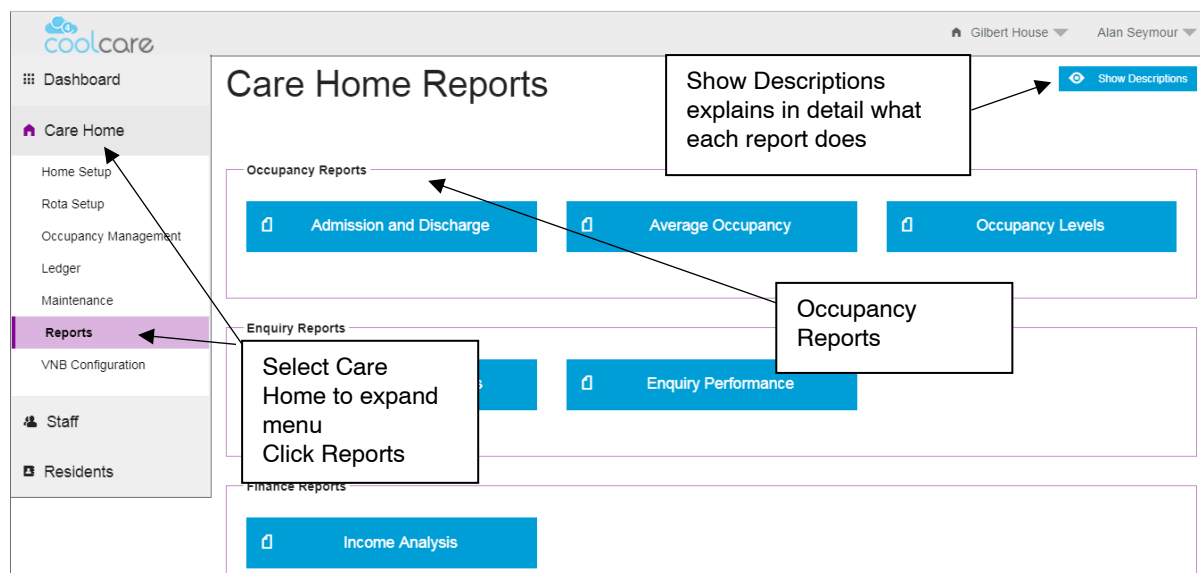 4
coolcare
Gilbert House
Alan Seymour
Dashboard
Care Home
Home Setup
Rota Setup
Occupancy Management
Ledger
Maintenance
Reports
VNB Configuration
Staff
Residents
Care Home Reports
Show Descriptions
explains in detail what
each report does
Show Descriptions
Occupancy Reports
Admission and Discharge
Average Occupancy
Occupancy Levels
Occupancy
Reports
Enquiry Reports
Select Care
Home to expand
menu
Click Reports
Enquiry Performance
Finance Reports
Income Analysis